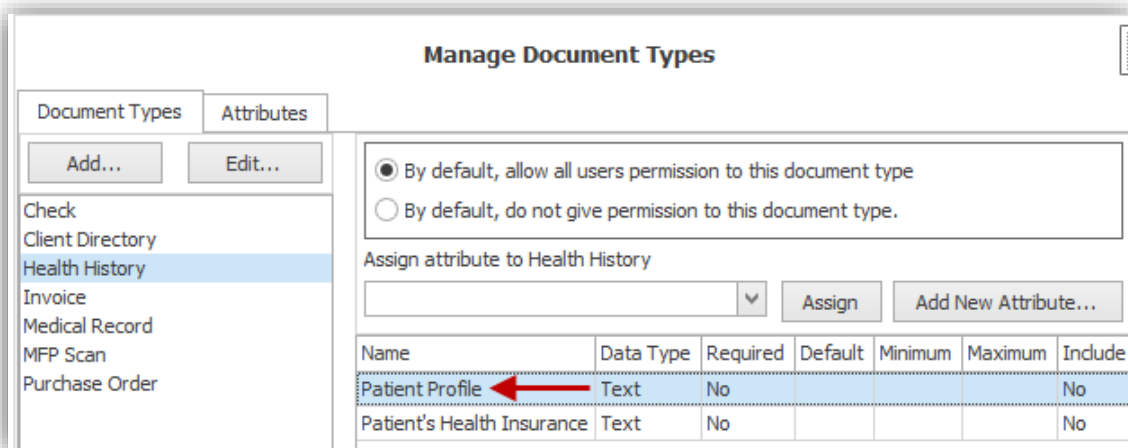 Manage Document Types
Document Types Attributes
Add... Edit...
Check
Client Directory
Health History
Invoice
Medical Record
MFP Scan
Purchase Order
By default, allow all users permission to this document type
By default, do not give permission to this document type.
Assign attribute to Health History
Assign Add New Attribute...
Name Data Type Required Default Minimum Maximum Include
Patient Profile Text No No
Patient's Health Insurance Text No No